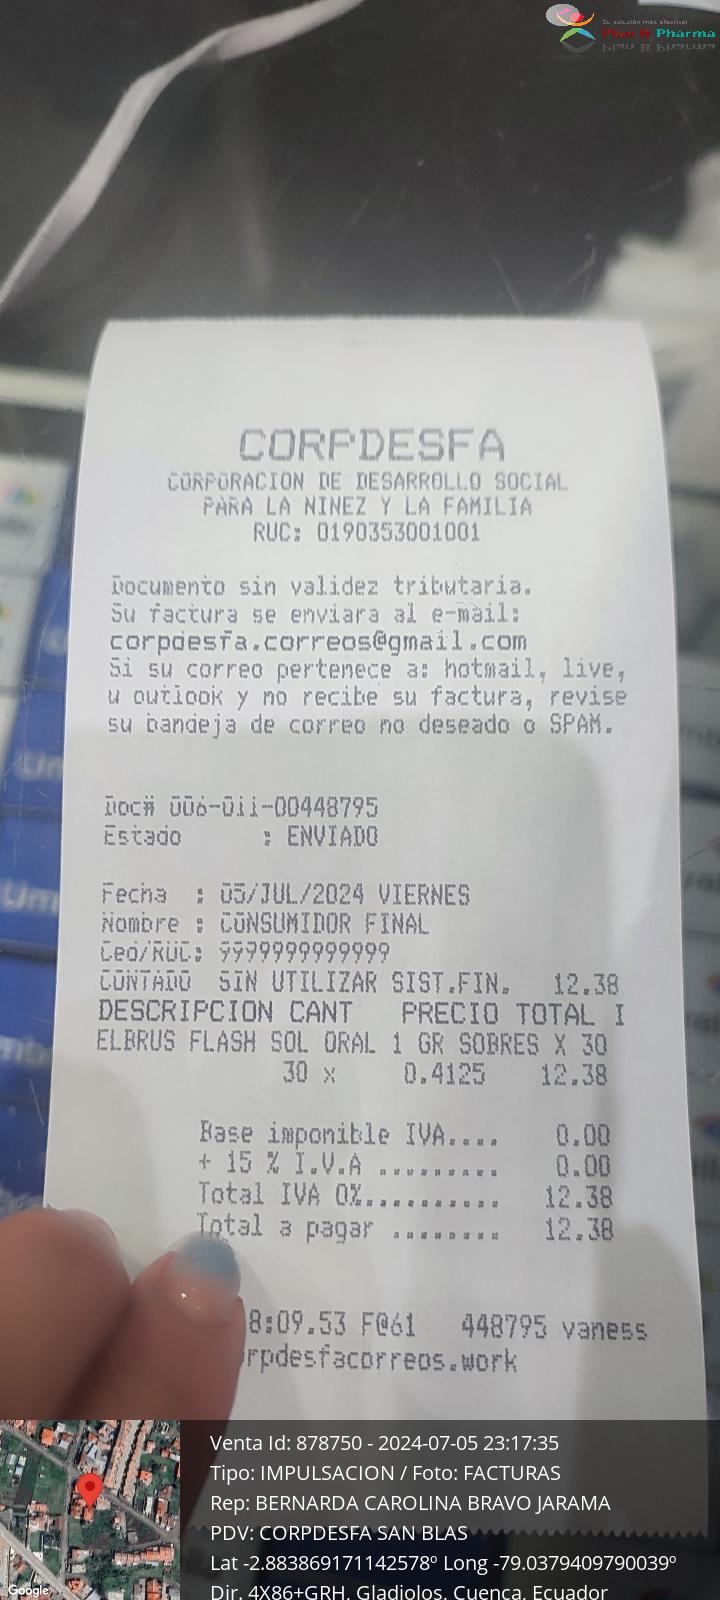 Su solución más efectiva!
Plus & Pharma
CORPDESFA
CORPORACION DE DESARROLLO SOCIAL
PARA LA NINEZ Y LA FAMILIA
RUC: 0190353001001
Documento sin validez tributaria.
Su factura se enviara al e-mail:
corpdesfa.correos@gmail.com
Si su correo pertenece a: hotmail, live,
u outlook y no recibe su factura, revise
su bandeja de correo no deseado o SPAM.
Doc# 006-011-00448795
Estado : ENVIADO
Fecha : 05/JUL/2024 VIERNES
Nombre : CONSUMIDOR FINAL
Ced/RUC: 9999999999999
CONTADO SIN UTILIZAR SIST.FIN. 12.38
DESCRIPCION CANT PRECIO TOTAL I
ELBRUS FLASH SOL ORAL 1 GR SOBRES X 30
30 x 0.4125 12.38
Base imponible IVA.... 0.00
+ 15 % I.V.A ......... 0.00
Total IVA 0%.......... 12.38
Total a pagar ........ 12.38
8:09.53 F@61 448795 vaness
orpdesfacorreos.work
Venta Id: 878750 - 2024-07-05 23:17:35
Tipo: IMPULSACION / Foto: FACTURAS
Rep: BERNARDA CAROLINA BRAVO JARAMA
PDV: CORPDESFA SAN BLAS
Lat -2.883869171142578º Long -79.0379409790039º
Dir. 4X86+GRH, Gladiolos, Cuenca, Ecuador
Google